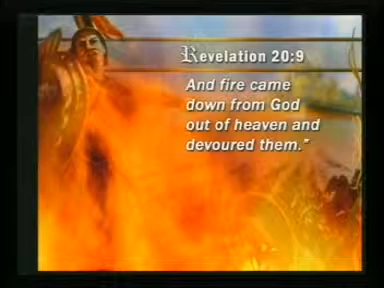 Revelation 20:9
And fire came
down from God
out of heaven and
devoured them."